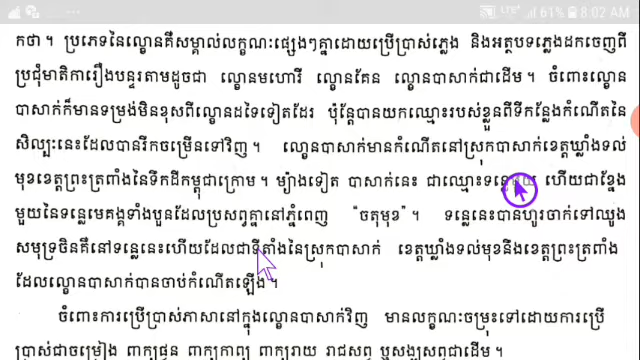 61% 8:02 AM
កថា ។ ប្រភេទនៃល្ខោនគឺសម្គាល់លក្ខណៈផ្សេងៗគ្នាដោយប្រើប្រាស់ភ្លេង និងអត្ថបទភ្លេងដកចេញពី
ប្រជុំមាតិការឿងបន្ទរតាមដូចជា ល្ខោនមហោរី ល្ខោនគែន ល្ខោនបាសាក់ជាដើម ។ ចំពោះល្ខោន
បាសាក់ក៏មានទម្រង់មិនខុសពីល្ខោនដទៃទៀតដែរ ប៉ុន្តែបានយកឈ្មោះរបស់ខ្លួនពីទីកន្លែងកំណើតនៃ
សិល្បៈនេះដែលបានរីកចម្រើនទៅវិញ ។ ល្ខោនបាសាក់មានកំណើតនៅស្រុកបាសាក់ខេត្តឃ្លាំងទល់
មុខខេត្តព្រះត្រពាំងនៃទឹកដីកម្ពុជាក្រោម ។ ម្យ៉ាងទៀត បាសាក់នេះ ជាឈ្មោះទន្លេមួយ ហើយជាខ្នែង
មួយនៃទន្លេមេគង្គទាំងបួនដែលប្រសព្វគ្នានៅភ្នំពេញ “ចតុមុខ” ។ ទន្លេនេះបានហូរចាក់ទៅឈូង
សមុទ្រចិនគឺនៅទន្លេនេះហើយដែលជាទីតាំងនៃស្រុកបាសាក់ ខេត្តឃ្លាំងទល់មុខនឹងខេត្តព្រះត្រពាំង
ដែលល្ខោនបាសាក់បានចាប់កំណើតឡើង ។
ចំពោះការប្រើប្រាស់ភាសានៅក្នុងល្ខោនបាសាក់វិញ មានលក្ខណៈចម្រុះទៅដោយការប្រើ
ប្រាស់ជាចម្រៀង ពាក្យផ្ទួន ពាក្យកាព្យ ពាក្យរាយ រាជសព្ទ ឬសង្ឃសព្ទជាដើម ។